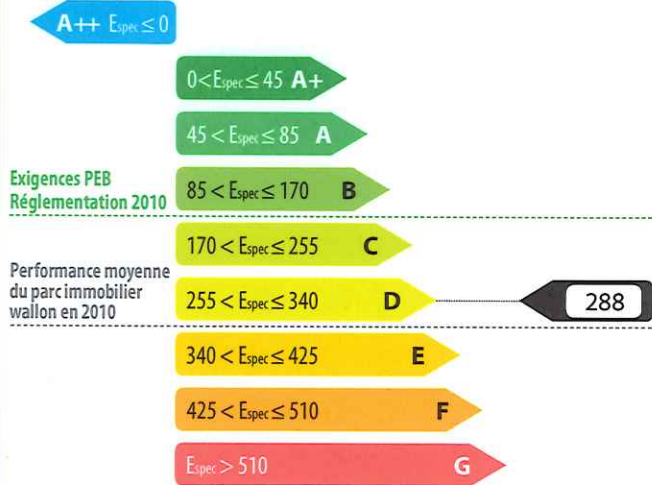 A++ Espec ≤ 0
0 < Espec ≤ 45 A+
45 < Espec ≤ 85 A
Exigences PEB
Réglementation 2010
85 < Espec ≤ 170 B
170 < Espec ≤ 255 C
Performance moyenne
du parc immobilier
wallon en 2010
255 < Espec ≤ 340 D
288
340 < Espec ≤ 425 E
425 < Espec ≤ 510 F
Espec > 510 G